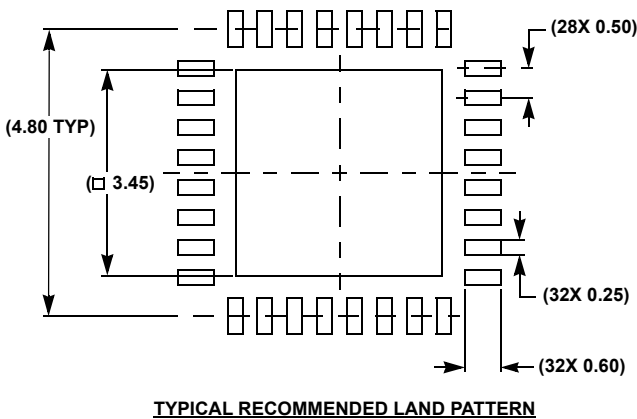 (28X 0.50)
(4.80 TYP)
(□ 3.45)
(32X 0.25)
(32X 0.60)
TYPICAL RECOMMENDED LAND PATTERN